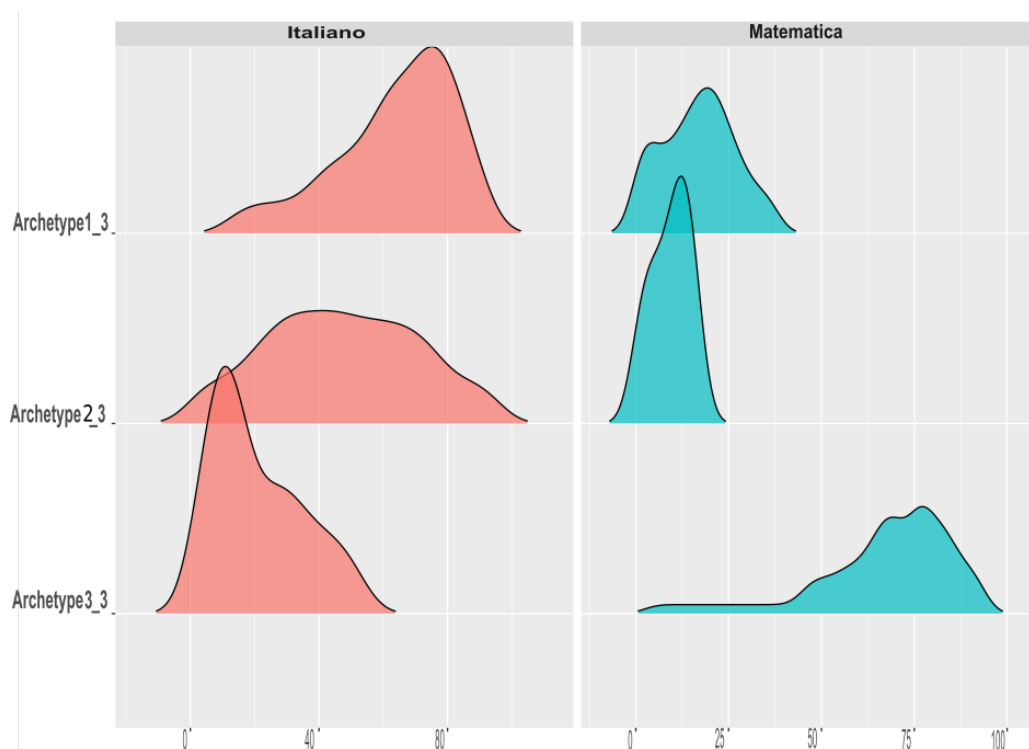 Italiano Matematica
Archetype1_3
Archetype2_3
Archetype3_3
0 40 80 0 25 50 75 100